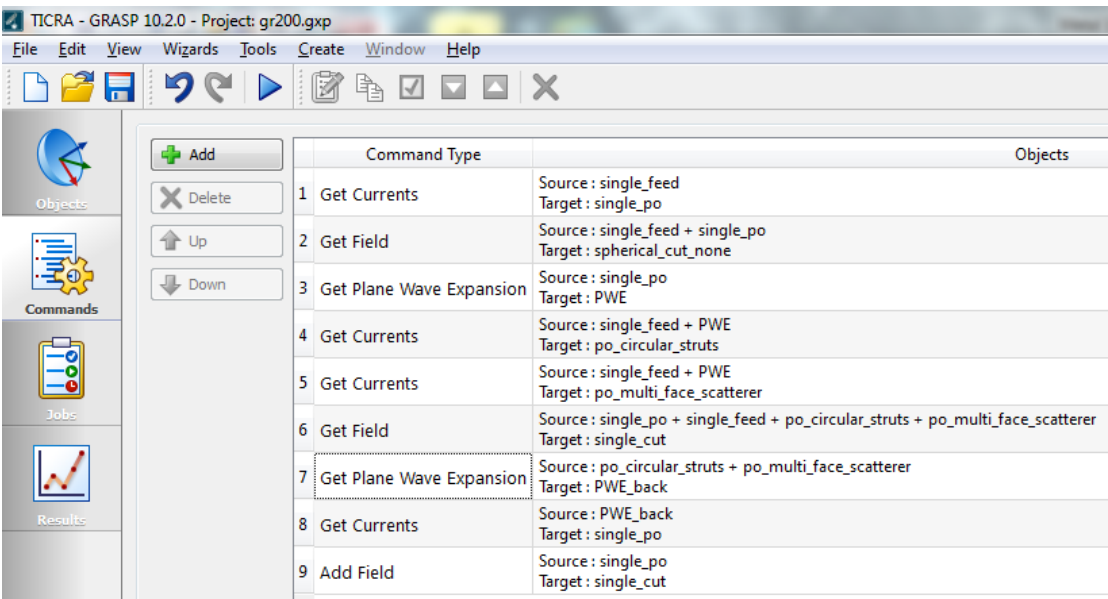 TICRA - GRASP 10.2.0 - Project: gr200.gxp
File Edit View Wizards Tools Create Window Help
Objects
Commands
Jobs
Results
Add
Delete
Up
Down
Command Type Objects
1 Get Currents Source : single_feed
Target : single_po
2 Get Field Source : single_feed + single_po
Target : spherical_cut_none
3 Get Plane Wave Expansion Source : single_po
Target : PWE
4 Get Currents Source : single_feed + PWE
Target : po_circular_struts
5 Get Currents Source : single_feed + PWE
Target : po_multi_face_scatterer
6 Get Field Source : single_po + single_feed + po_circular_struts + po_multi_face_scatterer
Target : single_cut
7 Get Plane Wave Expansion Source : po_circular_struts + po_multi_face_scatterer
Target : PWE_back
8 Get Currents Source : PWE_back
Target : single_po
9 Add Field Source : single_po
Target : single_cut